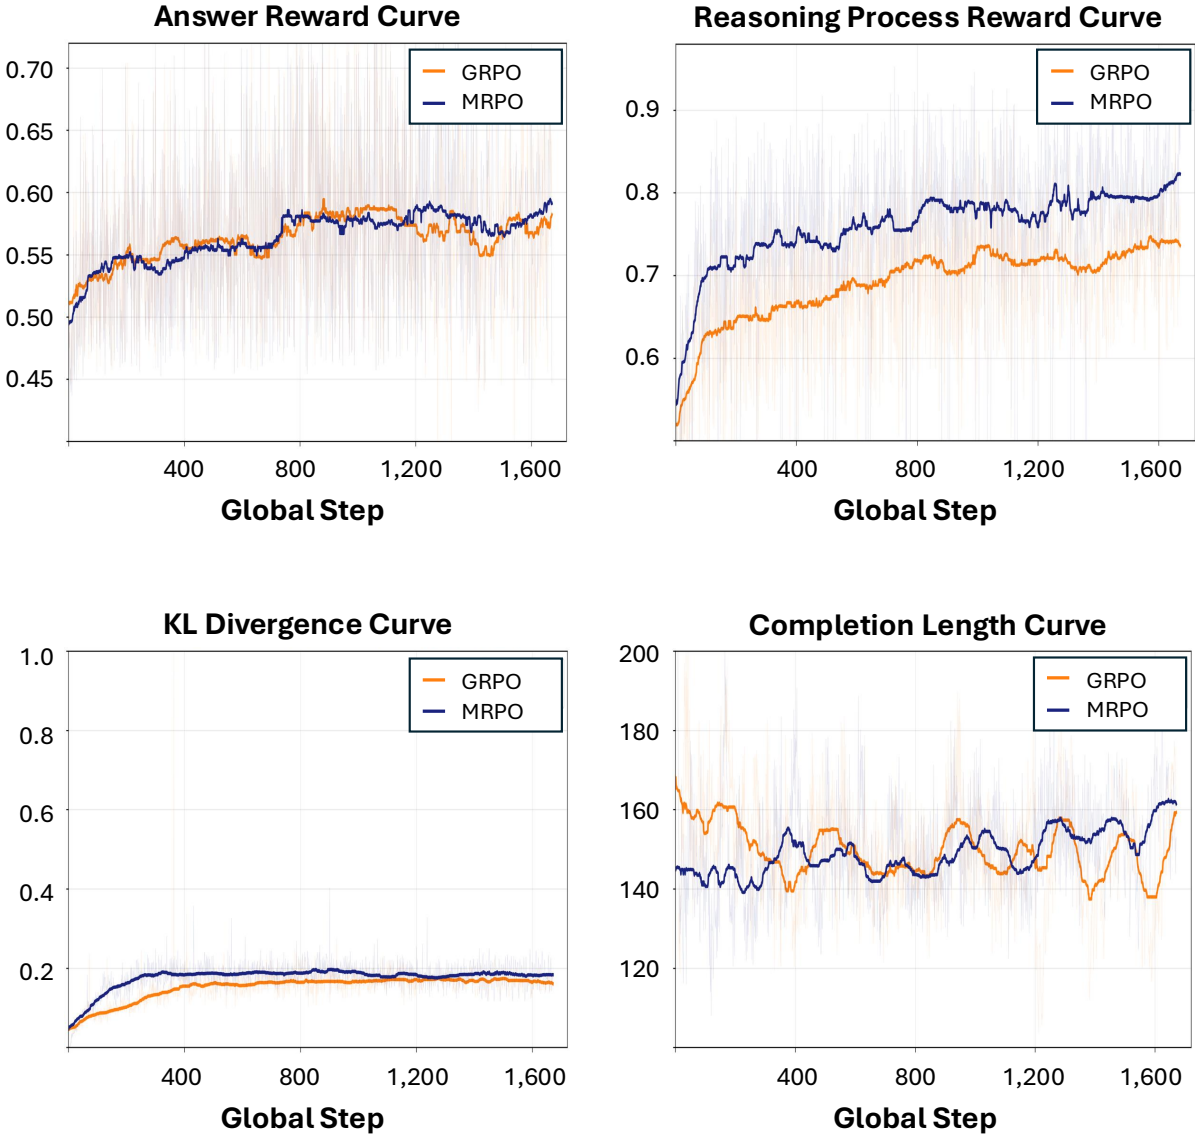 Answer Reward Curve
0.70
0.65
0.60
0.55
0.50
0.45
GRPO
MRPO
400 800 1,200 1,600
Global Step
Reasoning Process Reward Curve
0.9
0.8
0.7
0.6
GRPO
MRPO
400 800 1,200 1,600
Global Step
KL Divergence Curve
1.0
0.8
0.6
0.4
0.2
GRPO
MRPO
400 800 1,200 1,600
Global Step
Completion Length Curve
200
180
160
140
120
GRPO
MRPO
400 800 1,200 1,600
Global Step